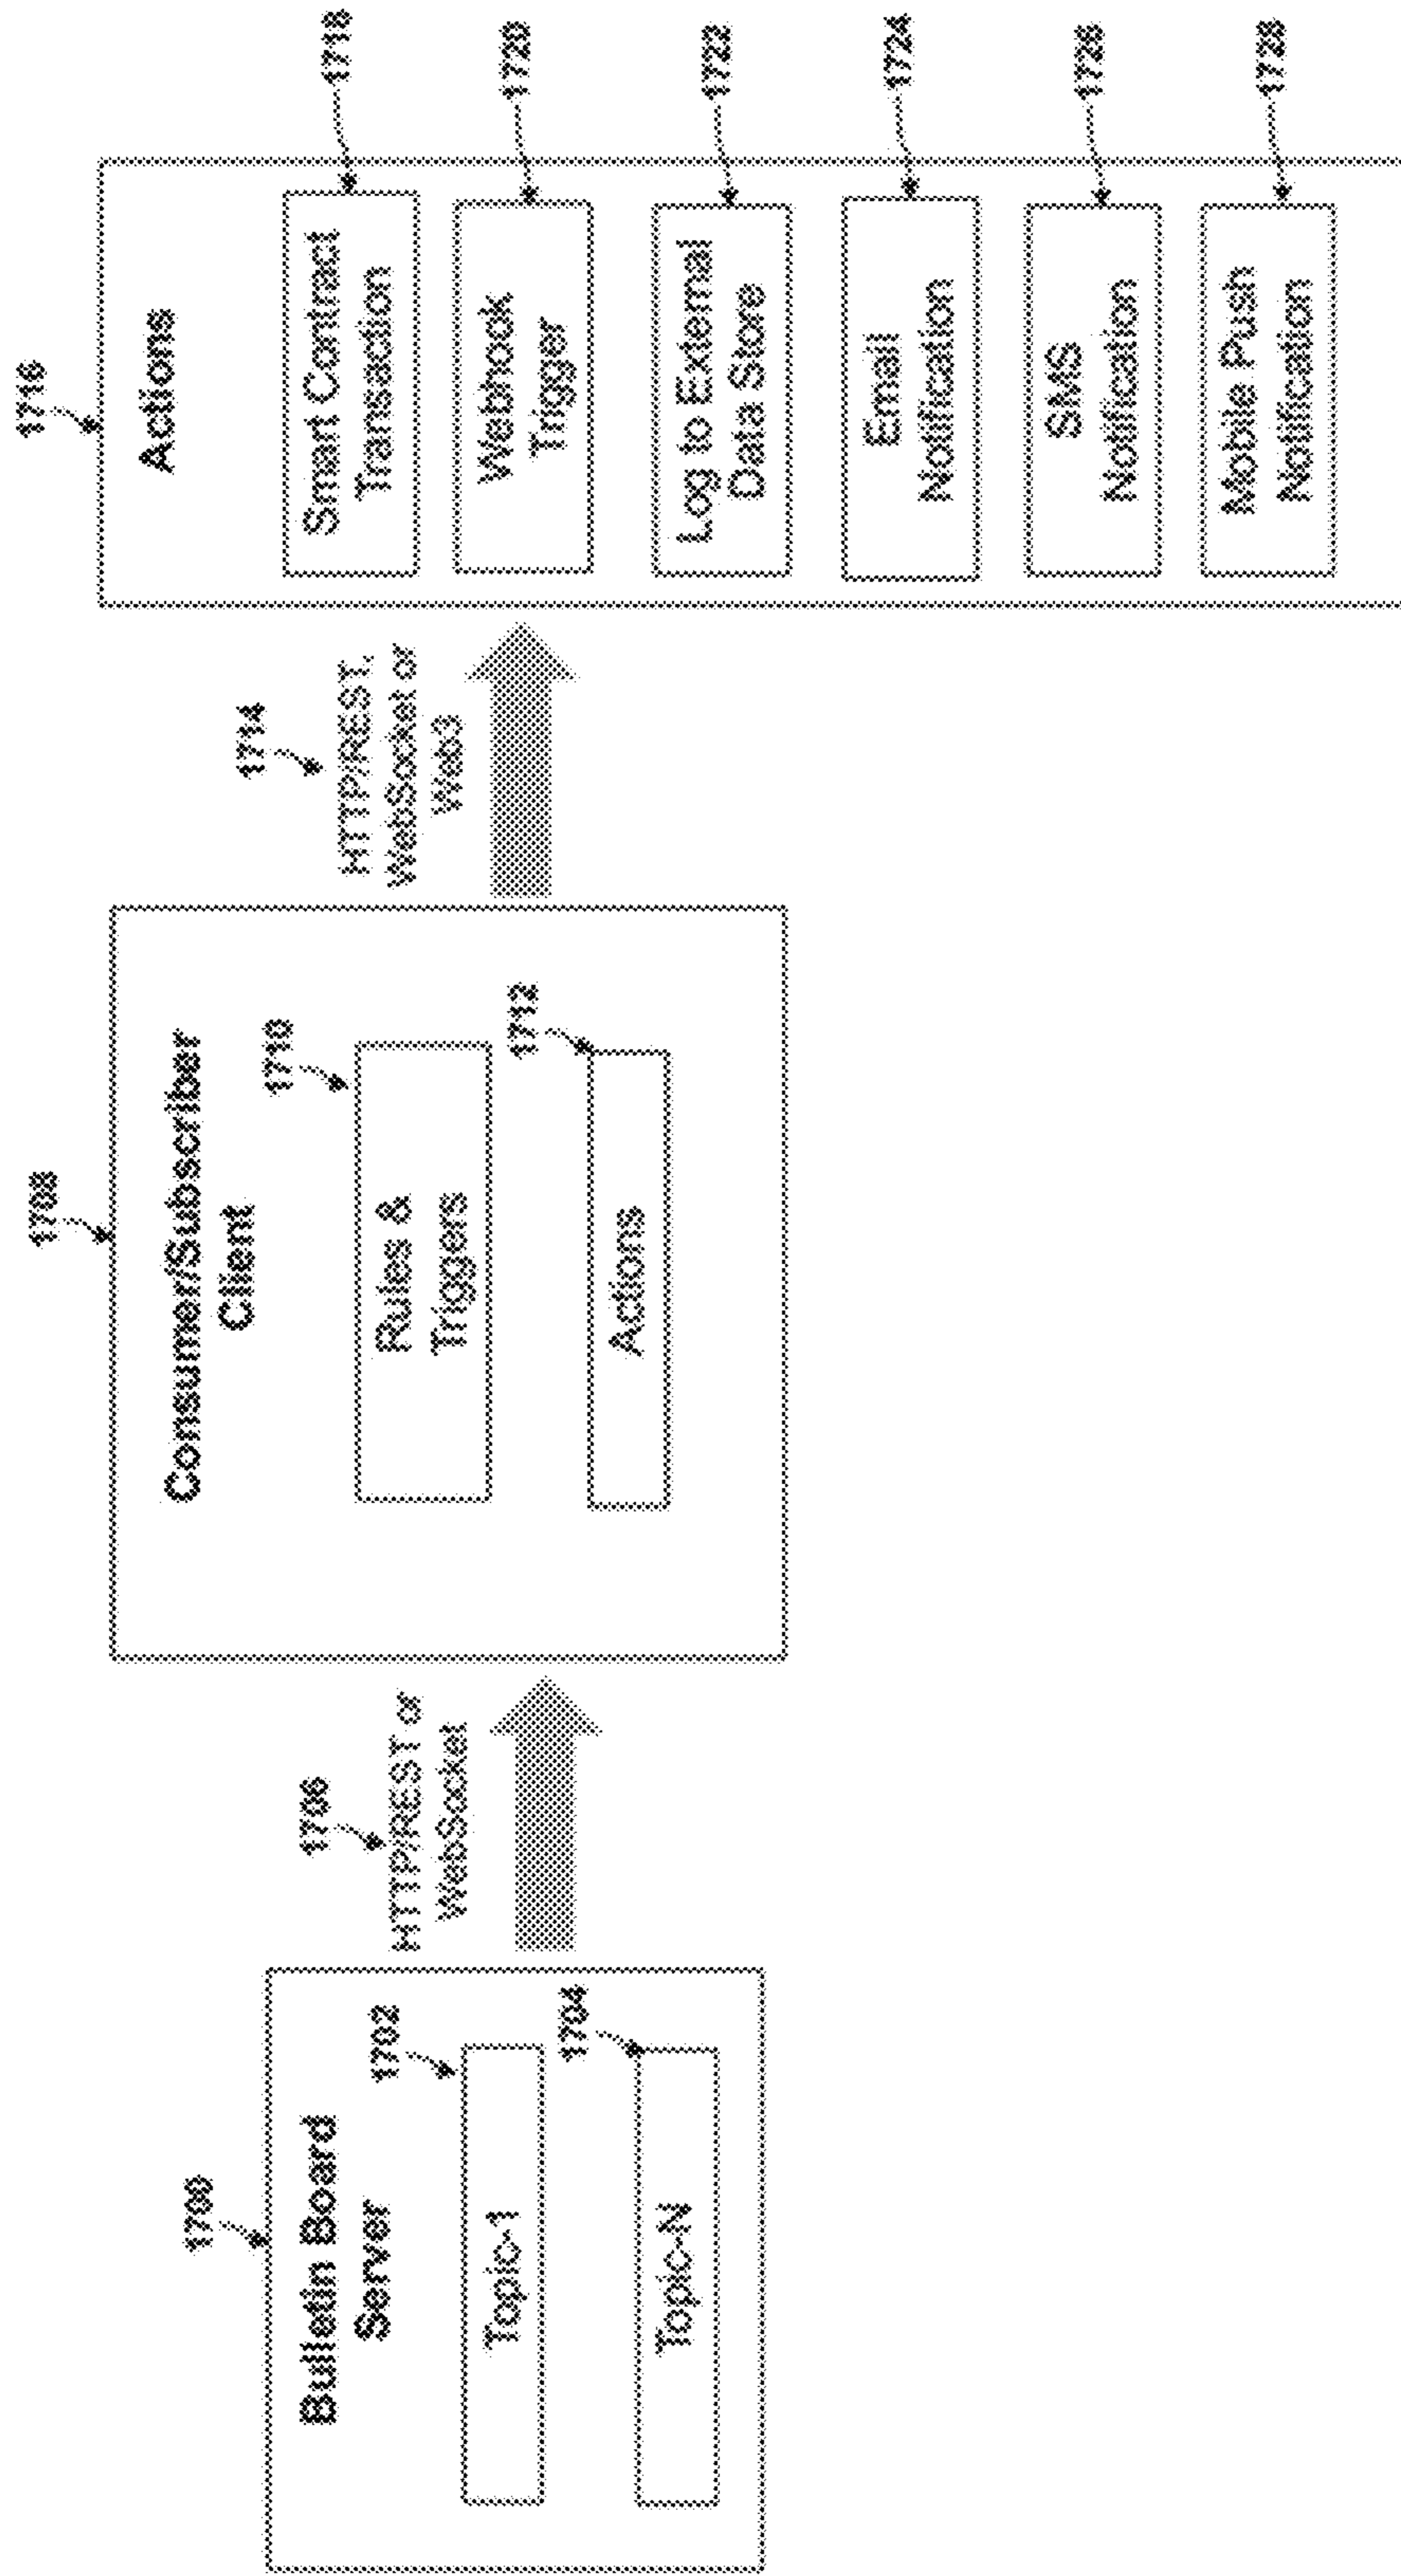 1700
Bulletin Board
Server
1702
Topic-1
1704
Topic-N
1706
HTTP/REST or
WebSocket
1708
Consumer/Subscriber
Client
1710
Rules &
Triggers
1712
Actions
1714
HTTP/REST,
WebSocket or
Web3
1716
Actions
1718
Smart Contract
Transaction
1720
Webhook
Trigger
1722
Log to External
Data Store
1724
Email
Notification
1726
SMS
Notification
1728
Mobile Push
Notification